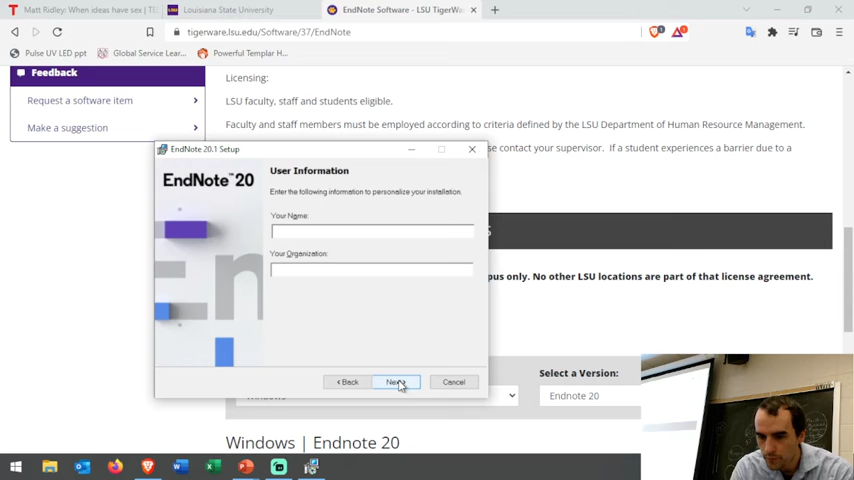 Matt Ridley: When ideas have sex | TE
Louisiana State University
EndNote Software - LSU TigerWa
tigerware.lsu.edu/Software/37/EndNote
Pulse UV LED ppt
Global Service Learn...
Powerful Templar H...
Feedback
Request a software item
Make a suggestion
Licensing:
LSU faculty, staff and students eligible.
Faculty and staff members must be employed according to criteria defined by the LSU Department of Human Resource Management.
se contact your supervisor. If a student experiences a barrier due to a
S
pus only. No other LSU locations are part of that license agreement.
EndNote 20.1 Setup
EndNote™ 20
User Information
Enter the following information to personalize your installation.
Your Name:
Your Organization:
< Back
Next >
Cancel
Select a Version:
Windows
Endnote 20
Windows | Endnote 20